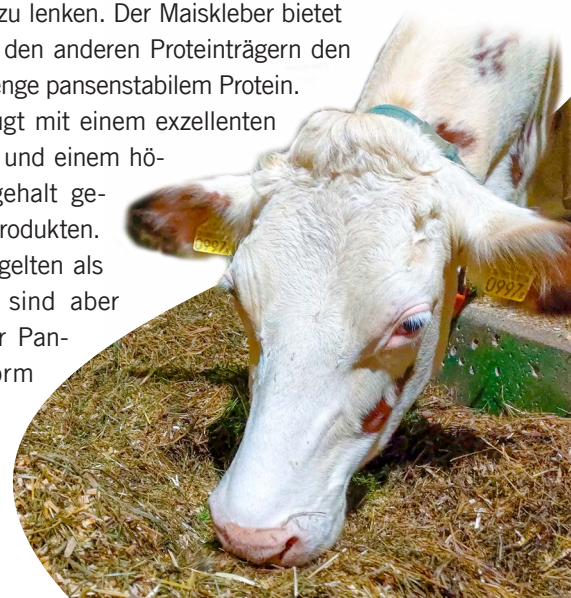 zu lenken. Der Maiskleber bietet
den anderen Proteinträgern den
enge pansenstabilem Protein.
ugt mit einem exzellenten
und einem hö-
gehalt ge-
rodukten.
gelten als
sind aber
r Pan-
orm
0997
0997